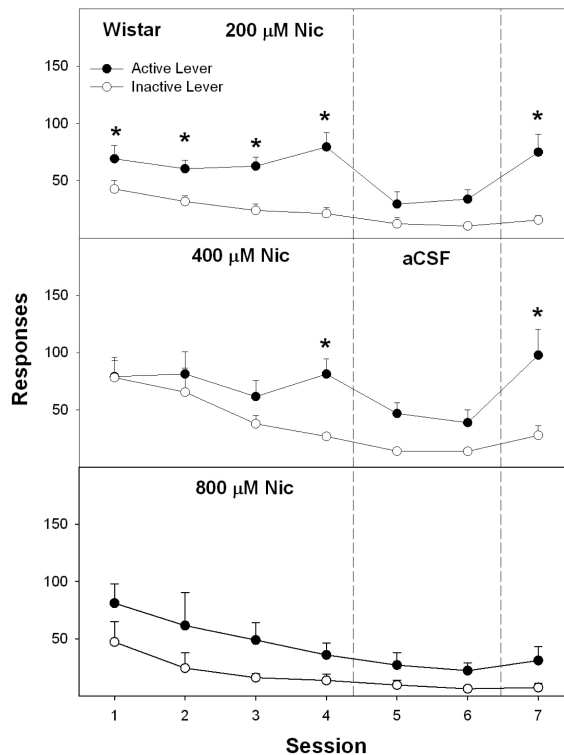 Wistar 200 μM Nic
Active Lever
Inactive Lever
150
100
50
* * * * *
400 μM Nic aCSF
150
100
50
* *
Responses
800 μM Nic
150
100
50
1 2 3 4 5 6 7
Session